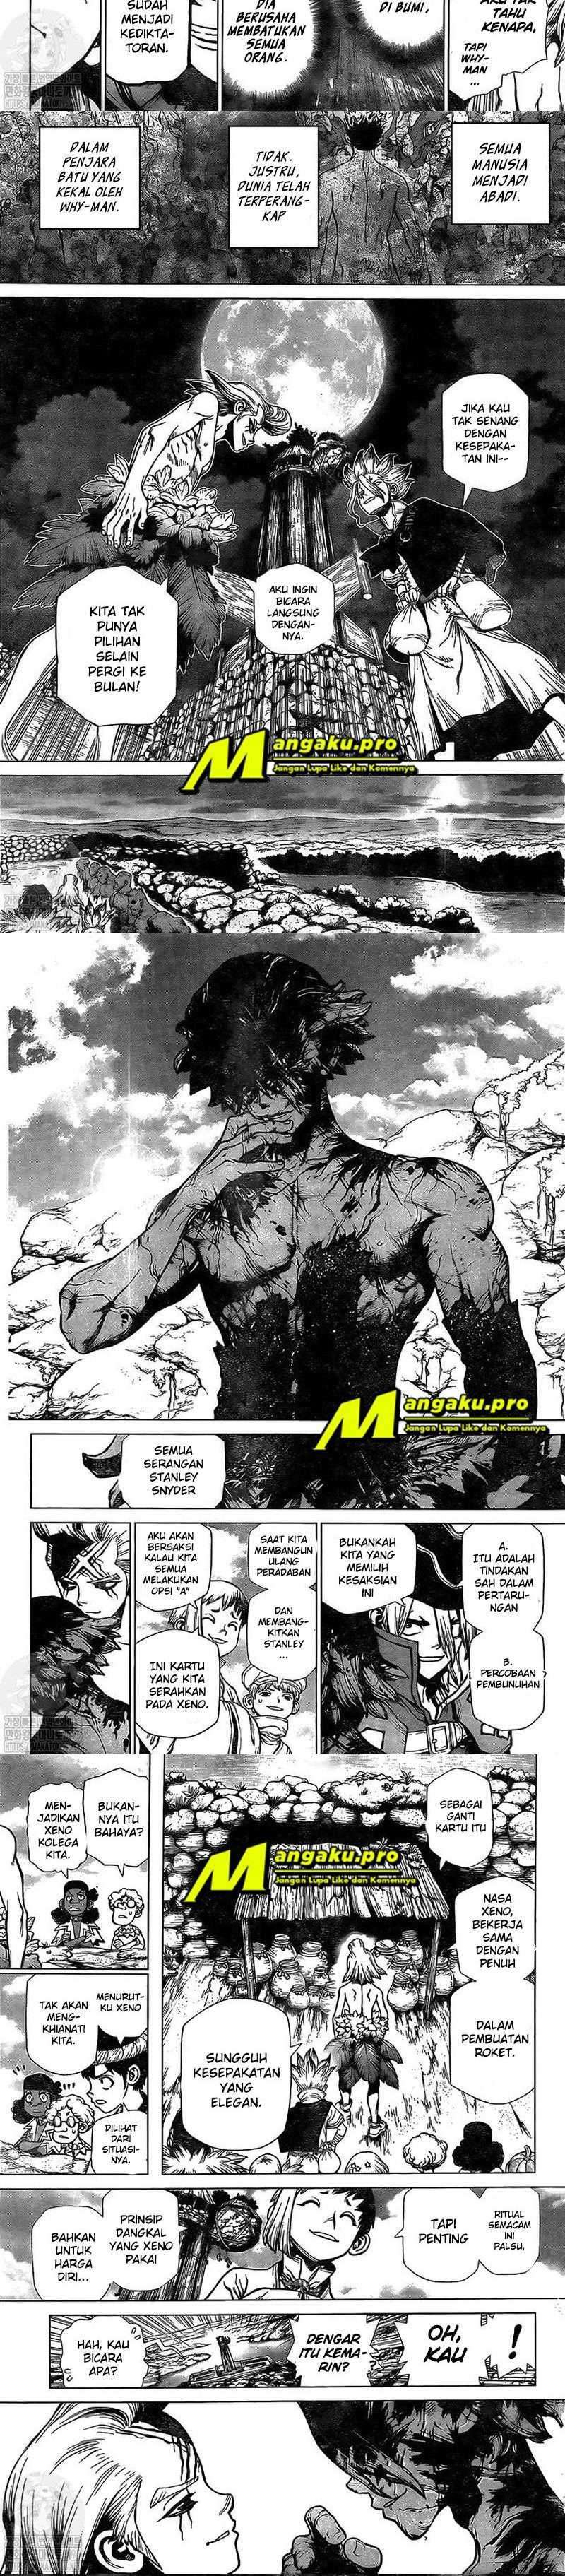 AKU TAK
TAHU
KENAPA,
TAPI
WHY-
MAN
...
DI BUMI,
DIA
BERUSAHA
MEMBATUKAN
SEMUA
ORANG.
SUDAH
MENJADI
KEDIKTA-
TORAN.
SEMUA
MANUSIA
MENJADI
ABADI.
TIDAK.
JUSTRU,
DUNIA TELAH
TERPERANG-
KAP
DALAM
PENJARA
BATU YANG
KEKAL OLEH
WHY-MAN.
JIKA KAU
TAK SENANG
DENGAN
KESEPAKA-
TAN INI--
AKU INGIN
BICARA
LANGSUNG
DENGAN-
NYA.
KITA TAK
PUNYA
PILIHAN
SELAIN
PERGI KE
BULAN!
Mangaku.pro
Jangan Lupa Like dan Komennya
Mangaku.pro
Jangan Lupa Like dan Komennya
SEMUA
SERANGAN
STANLEY
SNYDER
A.
ITU ADALAH
TINDAKAN
SAH DALAM
PERTARU-
NGAN
B.
PERCOBAAN
PEMBUNUHAN
BUKANKAH
KITA YANG
MEMILIH
KESAKSIAN
INI
SAAT KITA
MEMBANGUN
ULANG
PERADABAN
DAN
MEMBANG-
KITKAN
STANLEY
...
AKU AKAN
BERSAKSI
KALAU KITA
SEMUA
MELAKUKAN
OPSI "A"
INI KARTU
YANG KITA
SERAHKAN
PADA XENO.
SEBAGAI
GANTI
KARTU ITU
Mangaku.pro
Jangan Lupa Like dan Komennya
NASA
XENO,
BEKERJA
SAMA
DENGAN
PENUH
DALAM
PEMBUATAN
ROKET.
SUNGGUH
KESEPAKATAN
YANG
ELEGAN.
BUKAN-
NYA ITU
BAHAYA?
MEN-
JADIKAN
XENO
KOLEGA
KITA.
MENURUT-
KU XENO
TAK AKAN
MENG-
KHIANATI
KITA.
DILIHAT
DARI
SITUASI-
NYA.
RITUAL
SEMACAM
INI
PALSU,
TAPI
PENTING
PRINSIP
DANGKAL
YANG XENO
PAKAI
BAHKAN
UNTUK
HARGA
DIRI...
!
OH,
KAU
DENGAR
ITU KEMA-
RIN?
HAH, KAU
BICARA
APA?